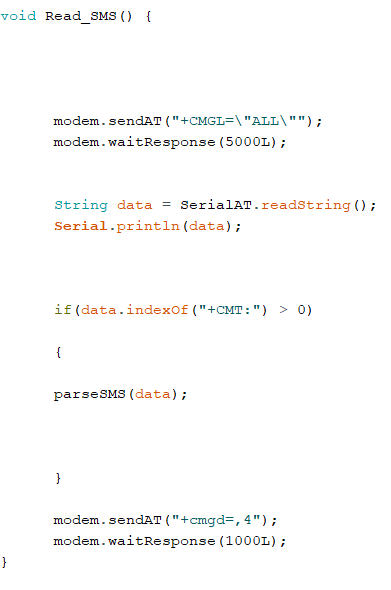 void Read_SMS() {
modem.sendAT("+CMGL=\"ALL\"");
modem.waitResponse(5000L);
String data = SerialAT.readString();
Serial.println(data);
if(data.indexOf("+CMT:") > 0)
{
parseSMS(data);
}
modem.sendAT("+cmgd=,4");
modem.waitResponse(1000L);
}